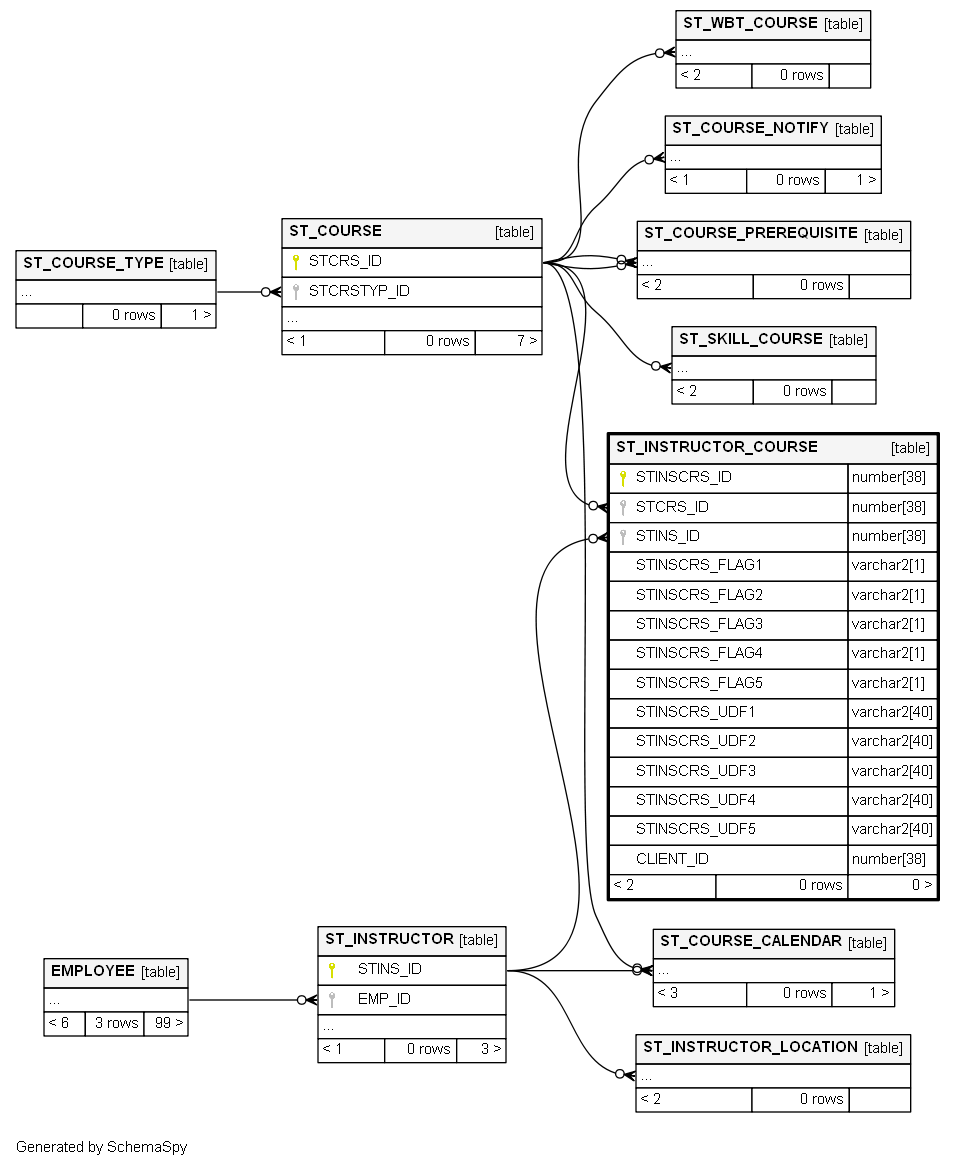 ST_WBT_COURSE [table]
...
< 2 0 rows
ST_COURSE_NOTIFY [table]
...
< 1 0 rows 1 >
ST_COURSE [table]
STCRS_ID
STCRSTYP_ID
...
< 1 0 rows 7 >
ST_COURSE_TYPE [table]
...
0 rows 1 >
ST_COURSE_PREREQUISITE [table]
...
< 2 0 rows
ST_SKILL_COURSE [table]
...
< 2 0 rows
ST_INSTRUCTOR_COURSE [table]
STINSCRS_ID number[38]
STCRS_ID number[38]
STINS_ID number[38]
STINSCRS_FLAG1 varchar2[1]
STINSCRS_FLAG2 varchar2[1]
STINSCRS_FLAG3 varchar2[1]
STINSCRS_FLAG4 varchar2[1]
STINSCRS_FLAG5 varchar2[1]
STINSCRS_UDF1 varchar2[40]
STINSCRS_UDF2 varchar2[40]
STINSCRS_UDF3 varchar2[40]
STINSCRS_UDF4 varchar2[40]
STINSCRS_UDF5 varchar2[40]
CLIENT_ID number[38]
< 2 0 rows 0 >
ST_INSTRUCTOR [table]
STINS_ID
EMP_ID
...
< 1 0 rows 3 >
EMPLOYEE [table]
...
< 6 3 rows 99 >
ST_COURSE_CALENDAR [table]
...
< 3 0 rows 1 >
ST_INSTRUCTOR_LOCATION [table]
...
< 2 0 rows
Generated by SchemaSpy